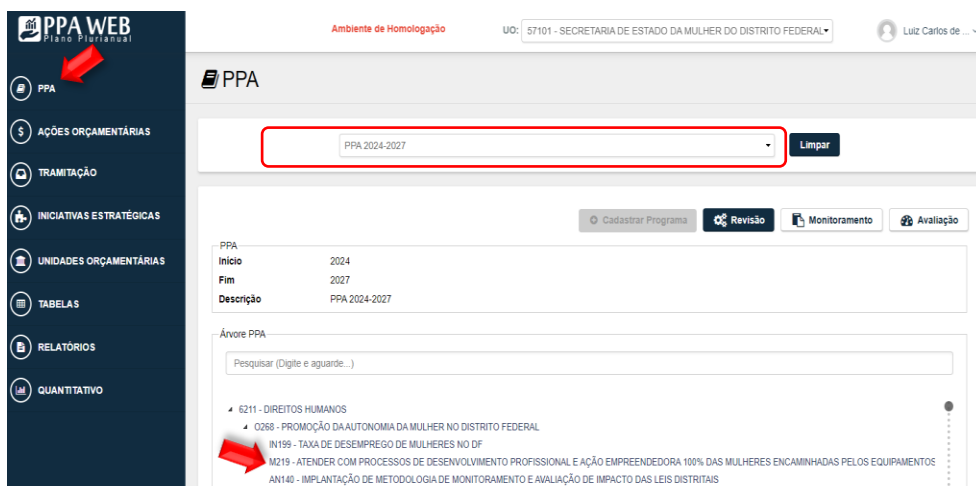 PPA WEB
Plano Plurianual
Ambiente de Homologação
UO: 57101 - SECRETARIA DE ESTADO DA MULHER DO DISTRITO FEDERAL
Luiz Carlos de ...
PPA
AÇÕES ORÇAMENTÁRIAS
TRAMITAÇÃO
INICIATIVAS ESTRATÉGICAS
UNIDADES ORÇAMENTÁRIAS
TABELAS
RELATÓRIOS
QUANTITATIVO
PPA
PPA 2024-2027
Limpar
Cadastrar Programa
Revisão
Monitoramento
Avaliação
PPA
Início 2024
Fim 2027
Descrição PPA 2024-2027
Árvore PPA
Pesquisar (Digite e aguarde...)
6211 - DIREITOS HUMANOS
O268 - PROMOÇÃO DA AUTONOMIA DA MULHER NO DISTRITO FEDERAL
IN199 - TAXA DE DESEMPREGO DE MULHERES NO DF
M219 - ATENDER COM PROCESSOS DE DESENVOLVIMENTO PROFISSIONAL E AÇÃO EMPREENDEDORA 100% DAS MULHERES ENCAMINHADAS PELOS EQUIPAMENTOS
AN140 - IMPLANTAÇÃO DE METODOLOGIA DE MONITORAMENTO E AVALIAÇÃO DE IMPACTO DAS LEIS DISTRITAIS